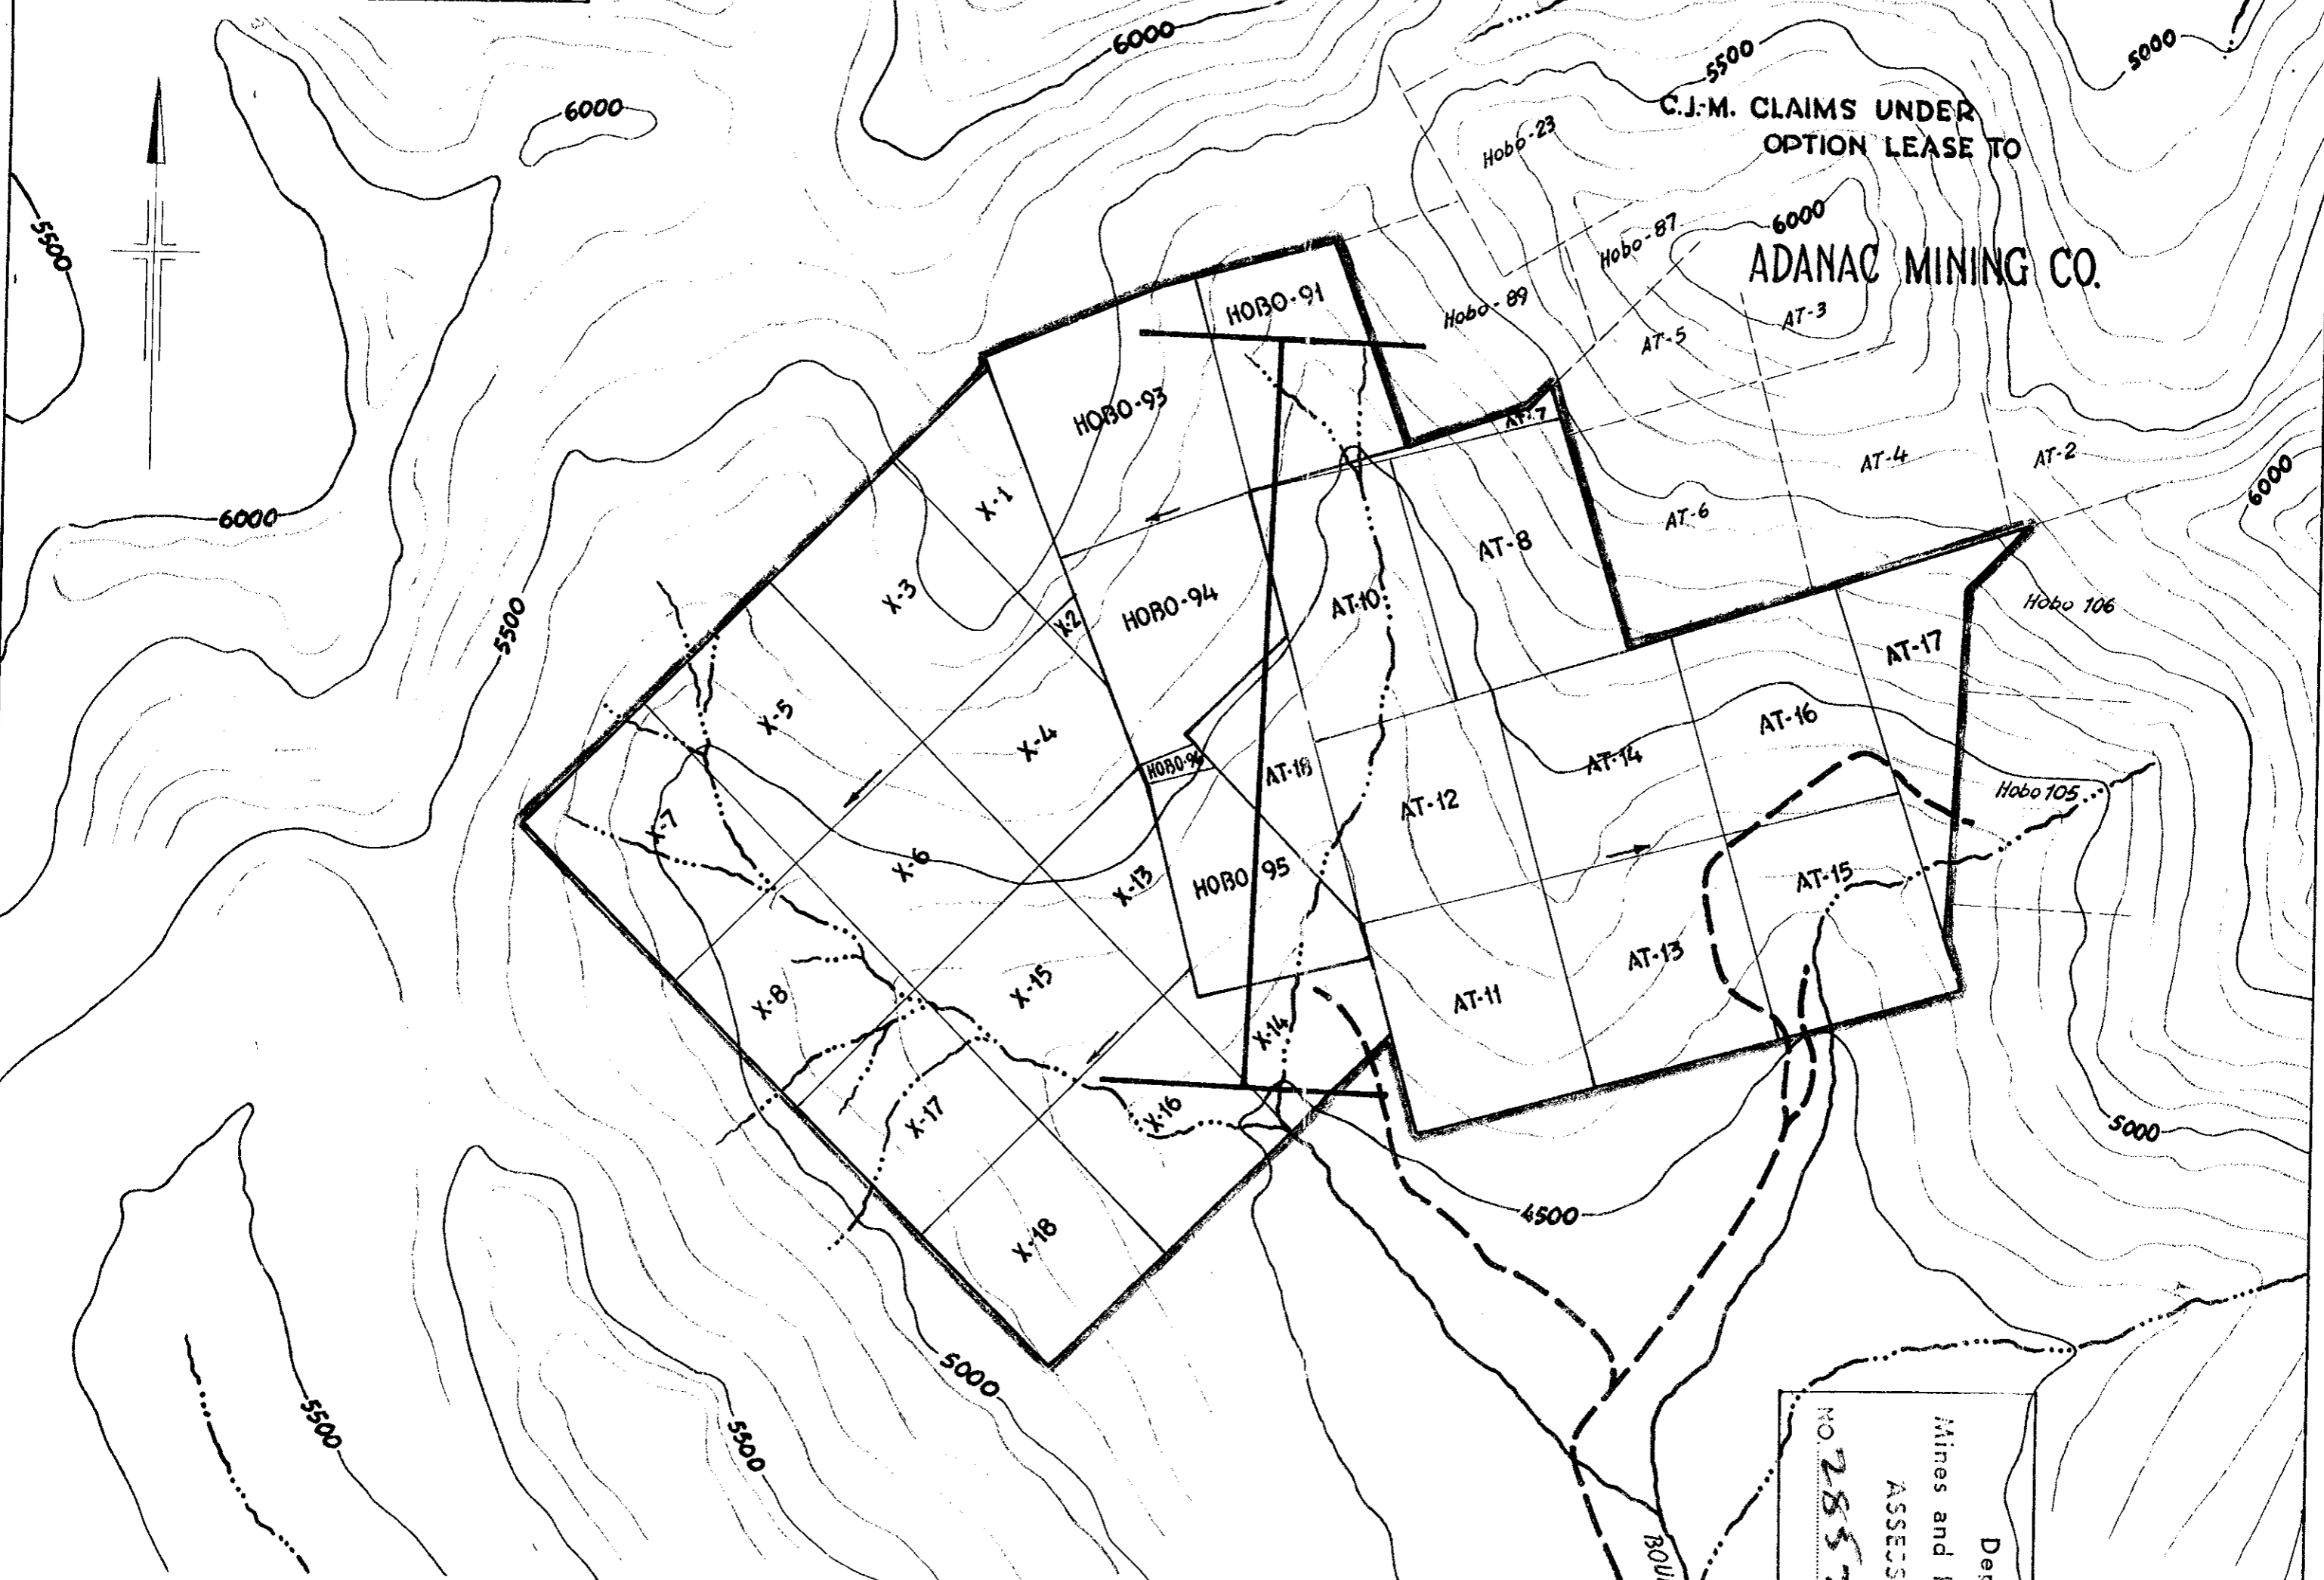 6000
5500
5000
6000
C.J.-M. CLAIMS UNDER
OPTION LEASE TO
Hobo-23
5500
6000
Hobo-87
ADANAC MINING CO.
HOBO-91
Hobo-89
AT-3
AT-5
HOBO-93
AT-7
AT-4
AT-2
6000
X-1
6000
AT-6
AT-8
X-3
HOBO-94
AT-10
Hobo 106
5500
X-2
AT-17
X-5
X-4
AT-16
HOBO-96
AT-18
AT-14
Hobo 105
X-7
AT-12
X-6
X-13
HOBO 95
AT-15
X-8
X-15
AT-13
AT-11
X-14
X-17
X-16
5000
4500
X-18
5000
5500
5500
NO
Mines and